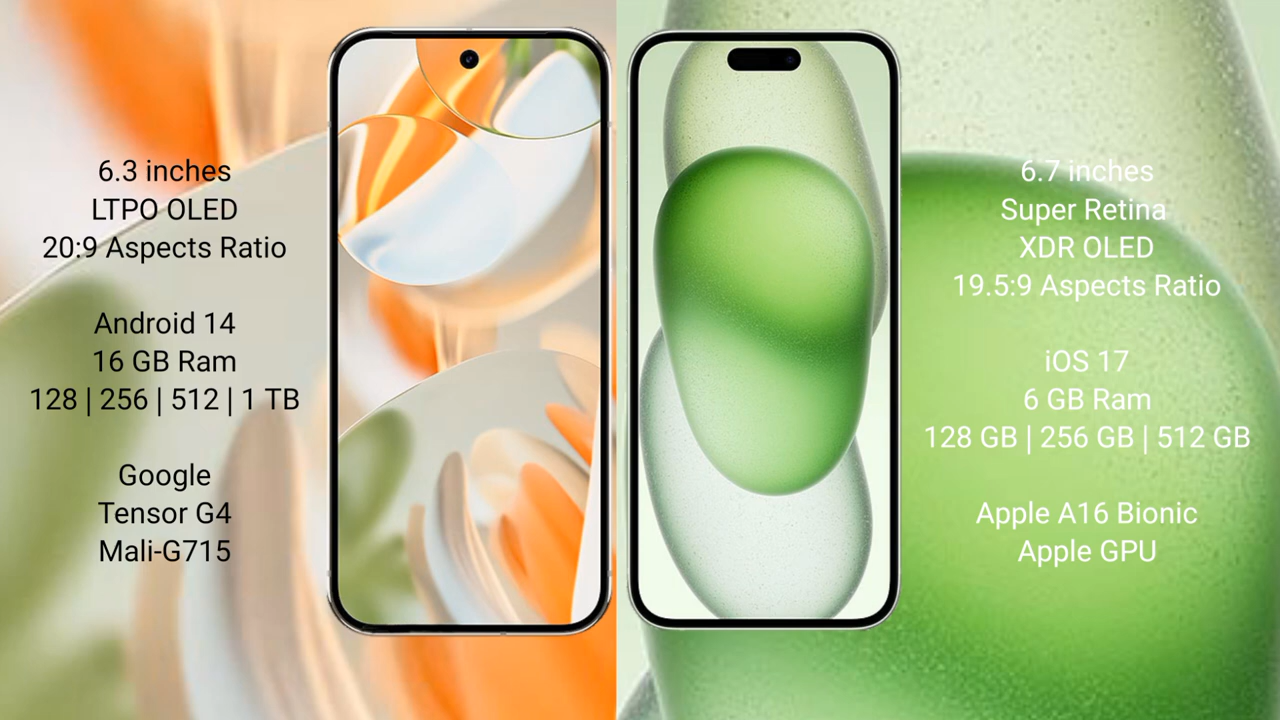 6.3 inches
LTPO OLED
20:9 Aspects Ratio
Android 14
16 GB Ram
128 | 256 | 512 | 1 TB
Google
Tensor G4
Mali-G715
6.7 inches
Super Retina
XDR OLED
19.5:9 Aspects Ratio
iOS 17
6 GB Ram
128 GB | 256 GB | 512 GB
Apple A16 Bionic
Apple GPU